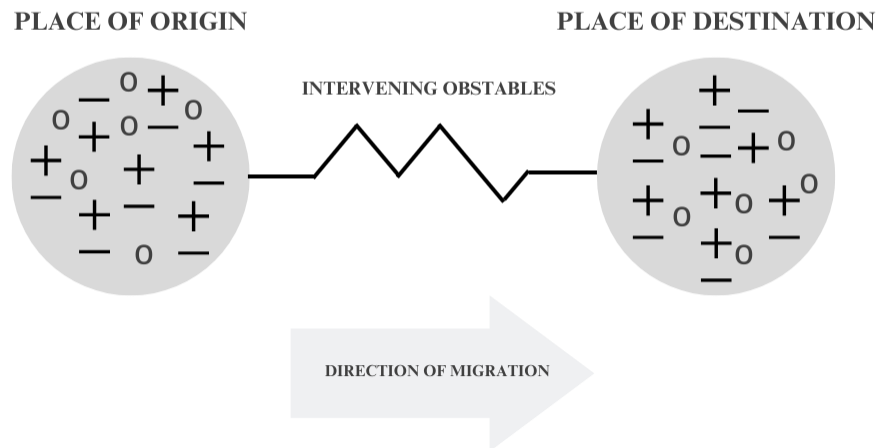 PLACE OF ORIGIN
PLACE OF DESTINATION
INTERVENING OBSTABLES
+ − o
DIRECTION OF MIGRATION